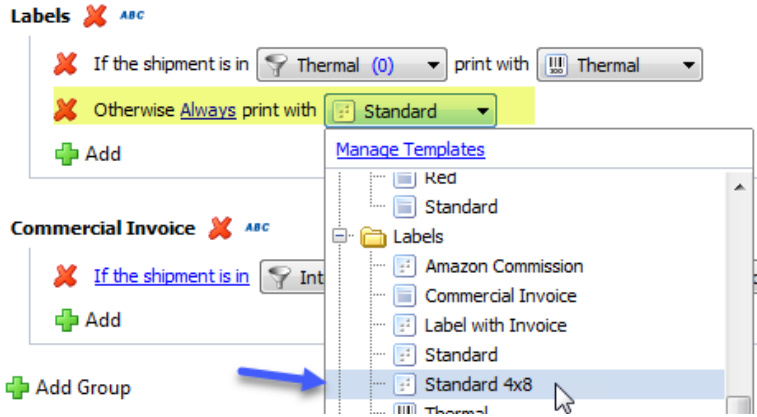 Labels ABC
If the shipment is in Thermal (0) print with Thermal
Otherwise Always print with Standard
Add
Manage Templates
Red
Standard
Labels
Amazon Commission
Commercial Invoice
Label with Invoice
Standard
Standard 4x8
Thermal
Commercial Invoice ABC
If the shipment is in Int
Add
Add Group